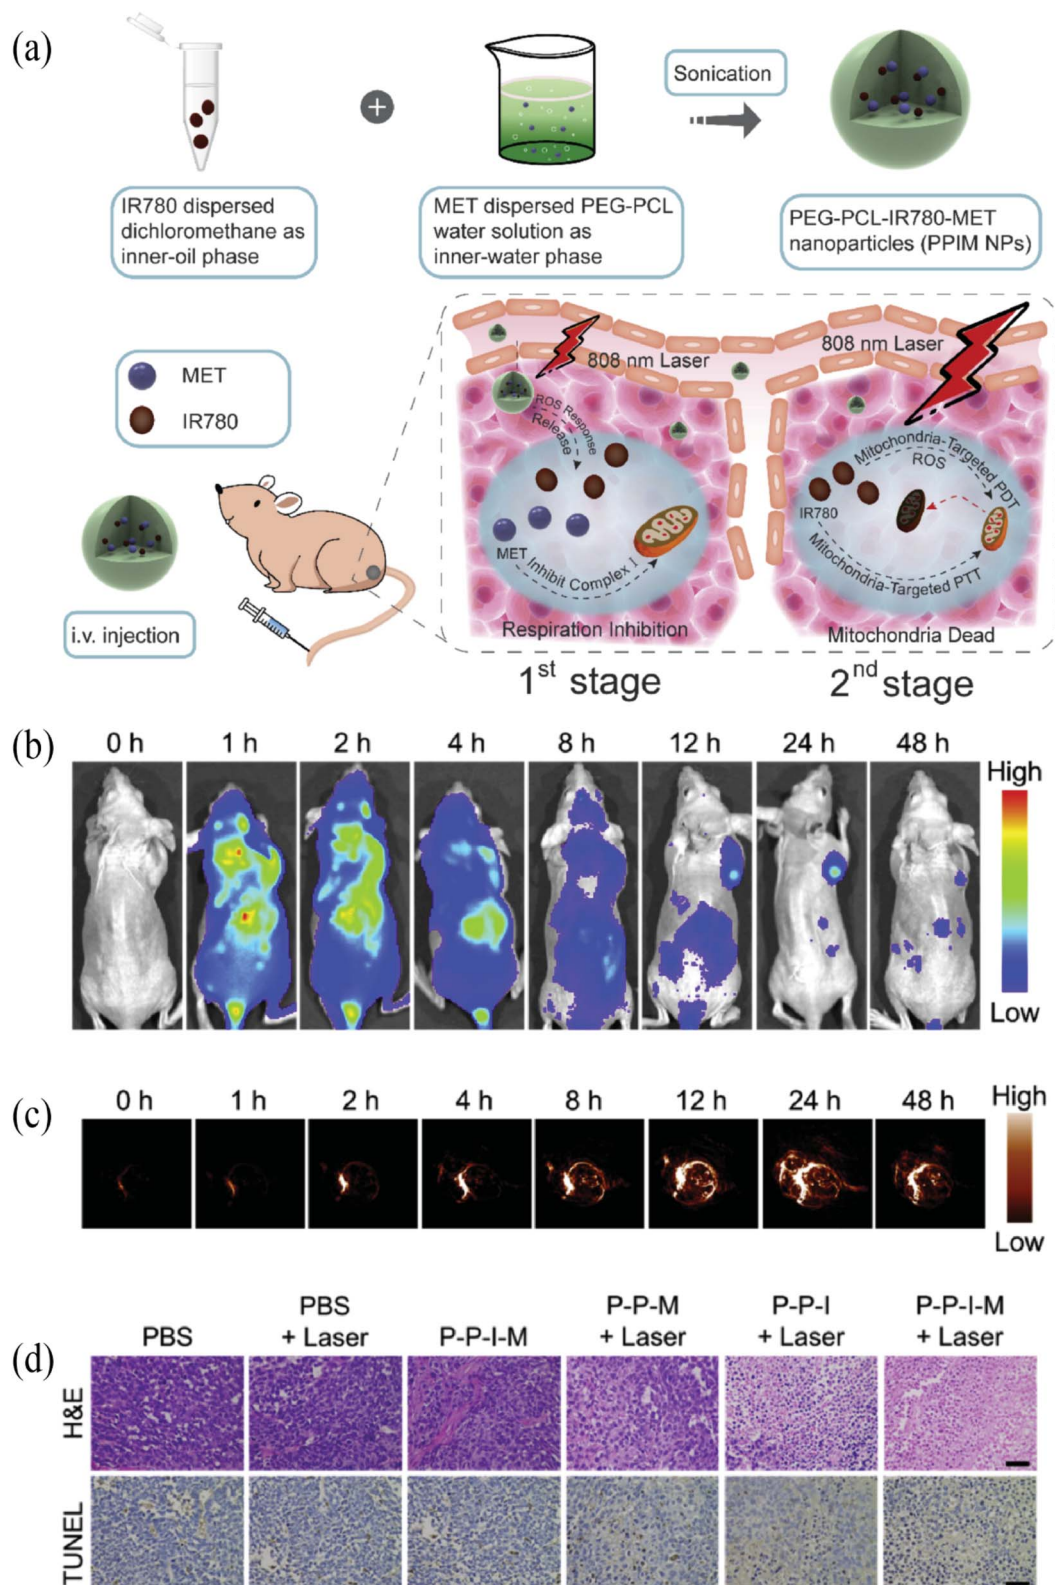 (a)
Sonication
IR780 dispersed
dichloromethane as
inner-oil phase
MET dispersed PEG-PCL
water solution as
inner-water phase
PEG-PCL-IR780-MET
nanoparticles (PPIM NPs)
MET
IR780
i.v. injection
808 nm Laser
ROS Response
Release
MET
Inhibit Complex I
Respiration Inhibition
1st stage
808 nm Laser
Mitochondria-Targeted PDT
ROS
IR780
Mitochondria-Targeted PTT
Mitochondria Dead
2nd stage
(b)
0 h 1 h 2 h 4 h 8 h 12 h 24 h 48 h
High
Low
(c)
0 h 1 h 2 h 4 h 8 h 12 h 24 h 48 h
High
Low
(d)
PBS
PBS
+ Laser
P-P-I-M
P-P-M
+ Laser
P-P-I
+ Laser
P-P-I-M
+ Laser
H&E
TUNEL